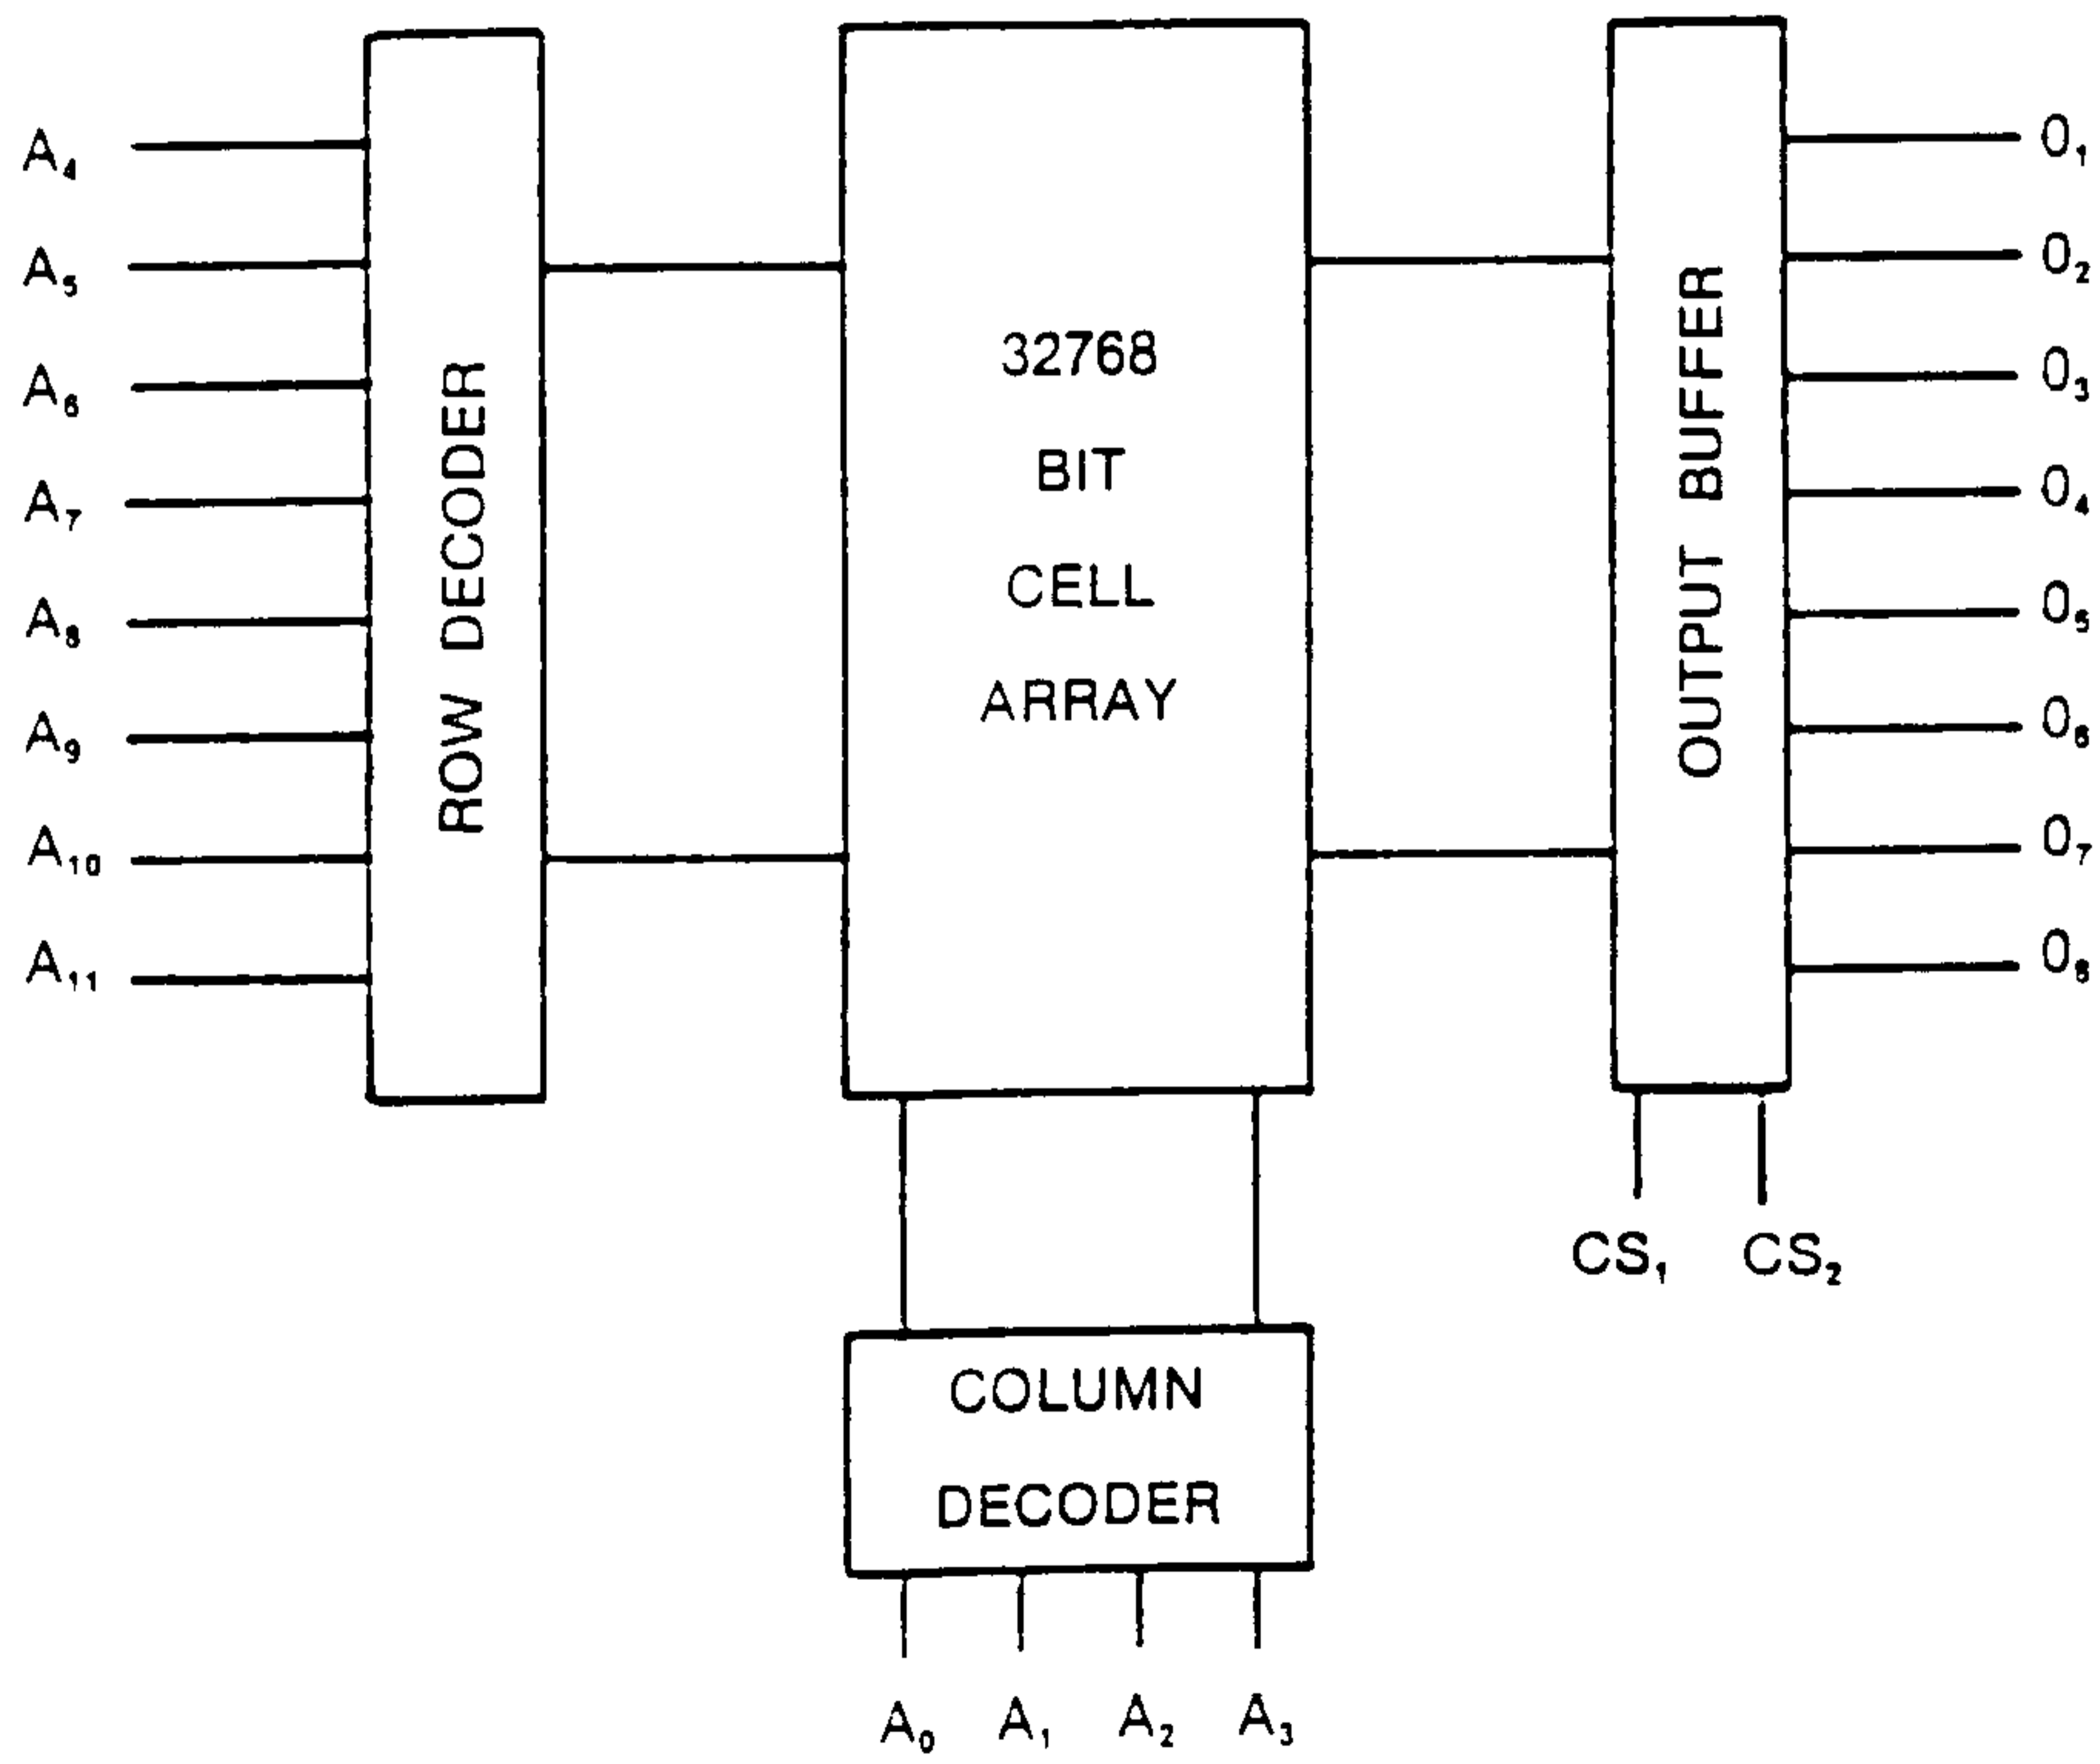 A₄
A₅
A₆
A₇
A₈
A₉
A₁₀
A₁₁
ROW DECODER
32768
BIT
CELL
ARRAY
OUTPUT BUFFER
O₁
O₂
O₃
O₄
O₅
O₆
O₇
O₈
CS₁ CS₂
COLUMN
DECODER
A₀ A₁ A₂ A₃